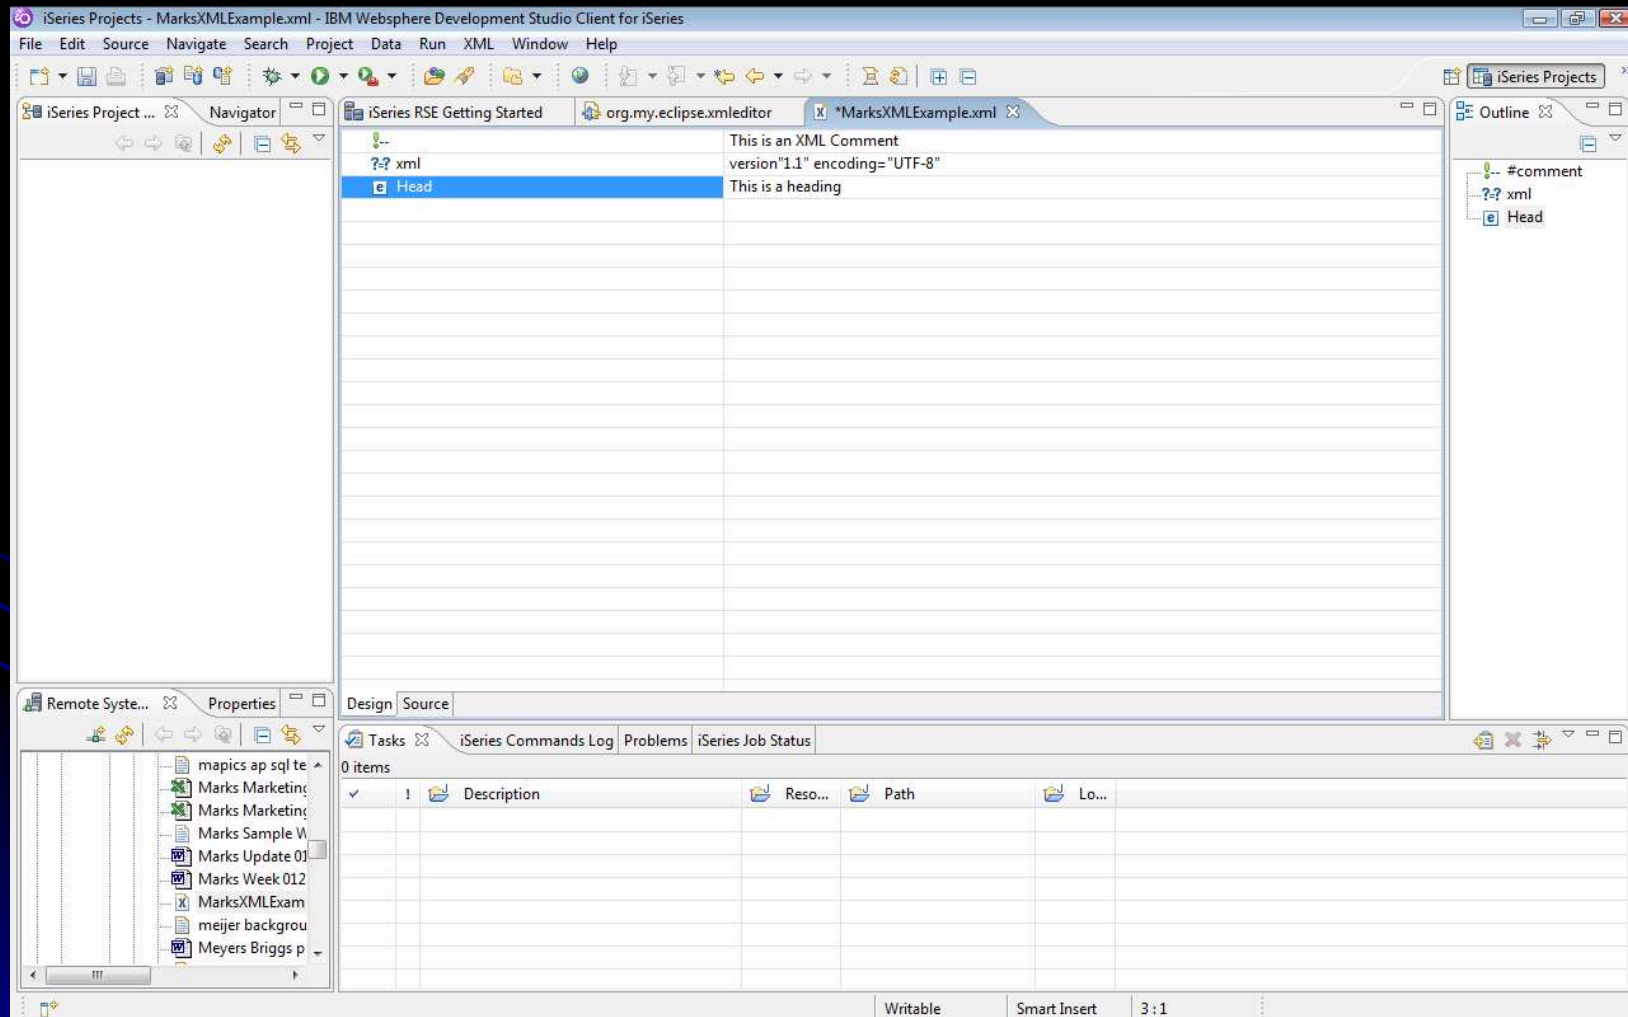 iSeries Projects - MarksXMLExample.xml - IBM Websphere Development Studio Client for iSeries
File Edit Source Navigate Search Project Data Run XML Window Help
iSeries Projects
iSeries Project ... Navigator
iSeries RSE Getting Started org.my.eclipse.xmleditor *MarksXMLExample.xml
Outline
!-- This is an XML Comment
?=? xml version"1.1" encoding="UTF-8"
e Head This is a heading
!-- #comment
?=? xml
e Head
Design Source
Remote Syste... Properties
mapics ap sql te
Marks Marketing
Marks Marketing
Marks Sample W
Marks Update 01
Marks Week 012
MarksXMLExam
meijer backgrou
Meyers Briggs p
Tasks iSeries Commands Log Problems iSeries Job Status
0 items
! Description Reso... Path Lo...
Writable Smart Insert 3 : 1